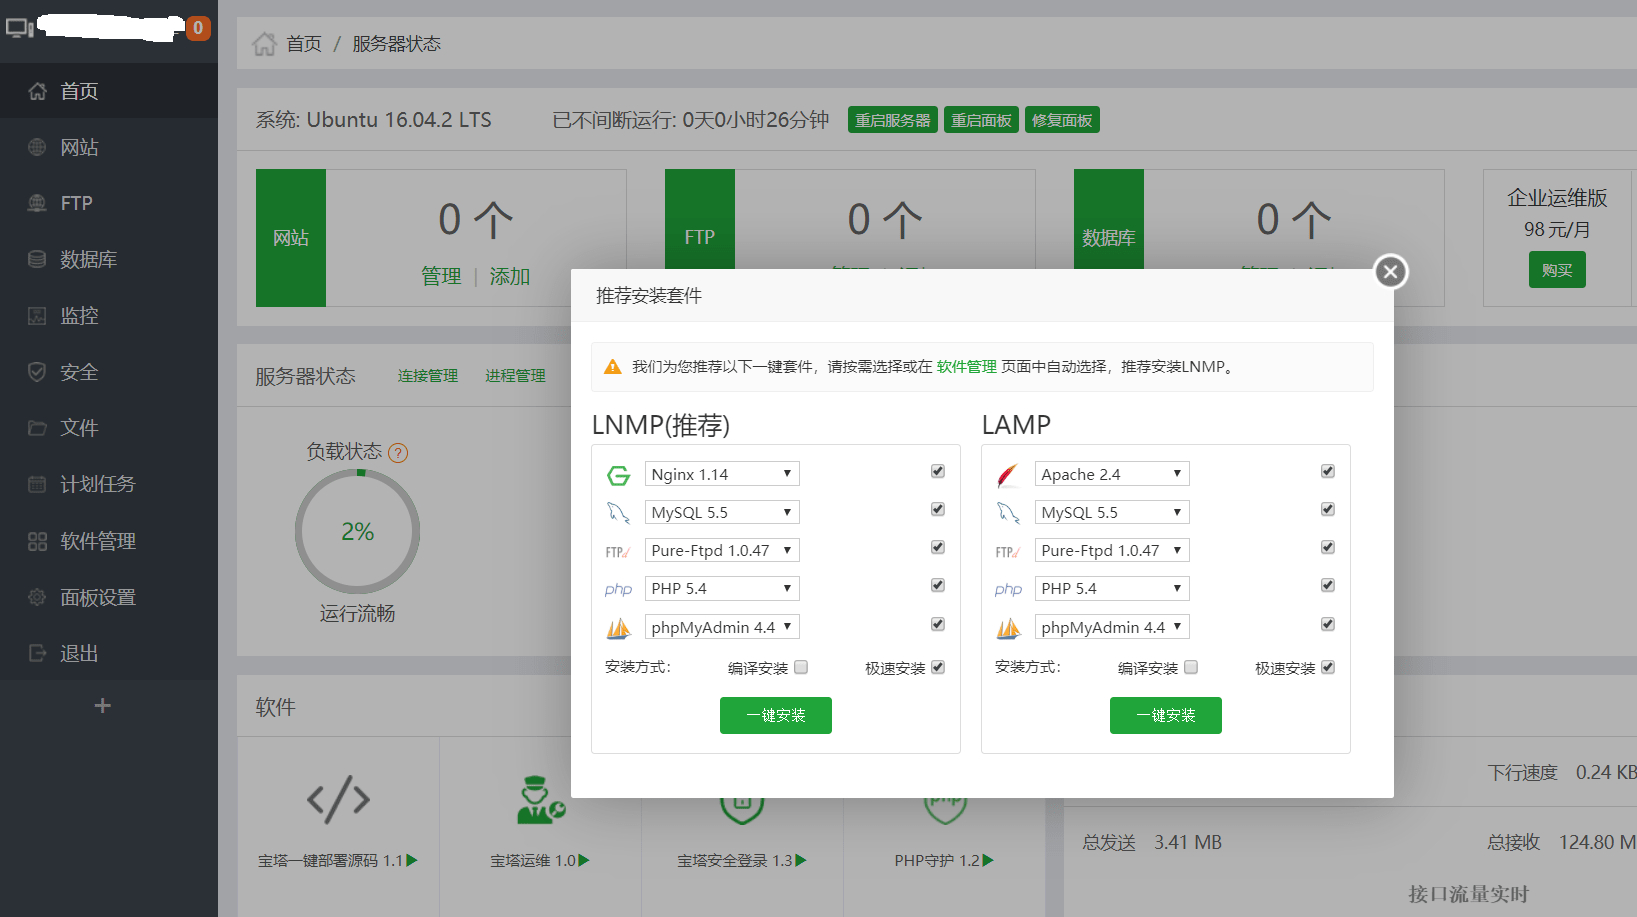 0
首页
网站
FTP
数据库
监控
安全
文件
计划任务
软件管理
面板设置
退出
+
首页 / 服务器状态
系统: Ubuntu 16.04.2 LTS 已不间断运行: 0天0小时26分钟 重启服务器 重启面板 修复面板
网站
0 个
管理 | 添加
FTP
0 个
数据库
0 个
企业运维版
98 元/月
购买
服务器状态 连接管理 进程管理
负载状态 ?
2%
运行流畅
推荐安装套件
我们为您推荐以下一键套件，请按需选择或在 软件管理 页面中自动选择，推荐安装LNMP。
LNMP(推荐)
Nginx 1.14
MySQL 5.5
FTPd Pure-Ftpd 1.0.47
php PHP 5.4
phpMyAdmin 4.4
安装方式： 编译安装 极速安装
一键安装
LAMP
Apache 2.4
MySQL 5.5
FTPd Pure-Ftpd 1.0.47
php PHP 5.4
phpMyAdmin 4.4
安装方式： 编译安装 极速安装
一键安装
软件
</>
宝塔一键部署源码 1.1
宝塔运维 1.0
宝塔安全登录 1.3
php
PHP守护 1.2
下行速度 0.24 KB
总发送 3.41 MB
总接收 124.80 M
接口流量实时